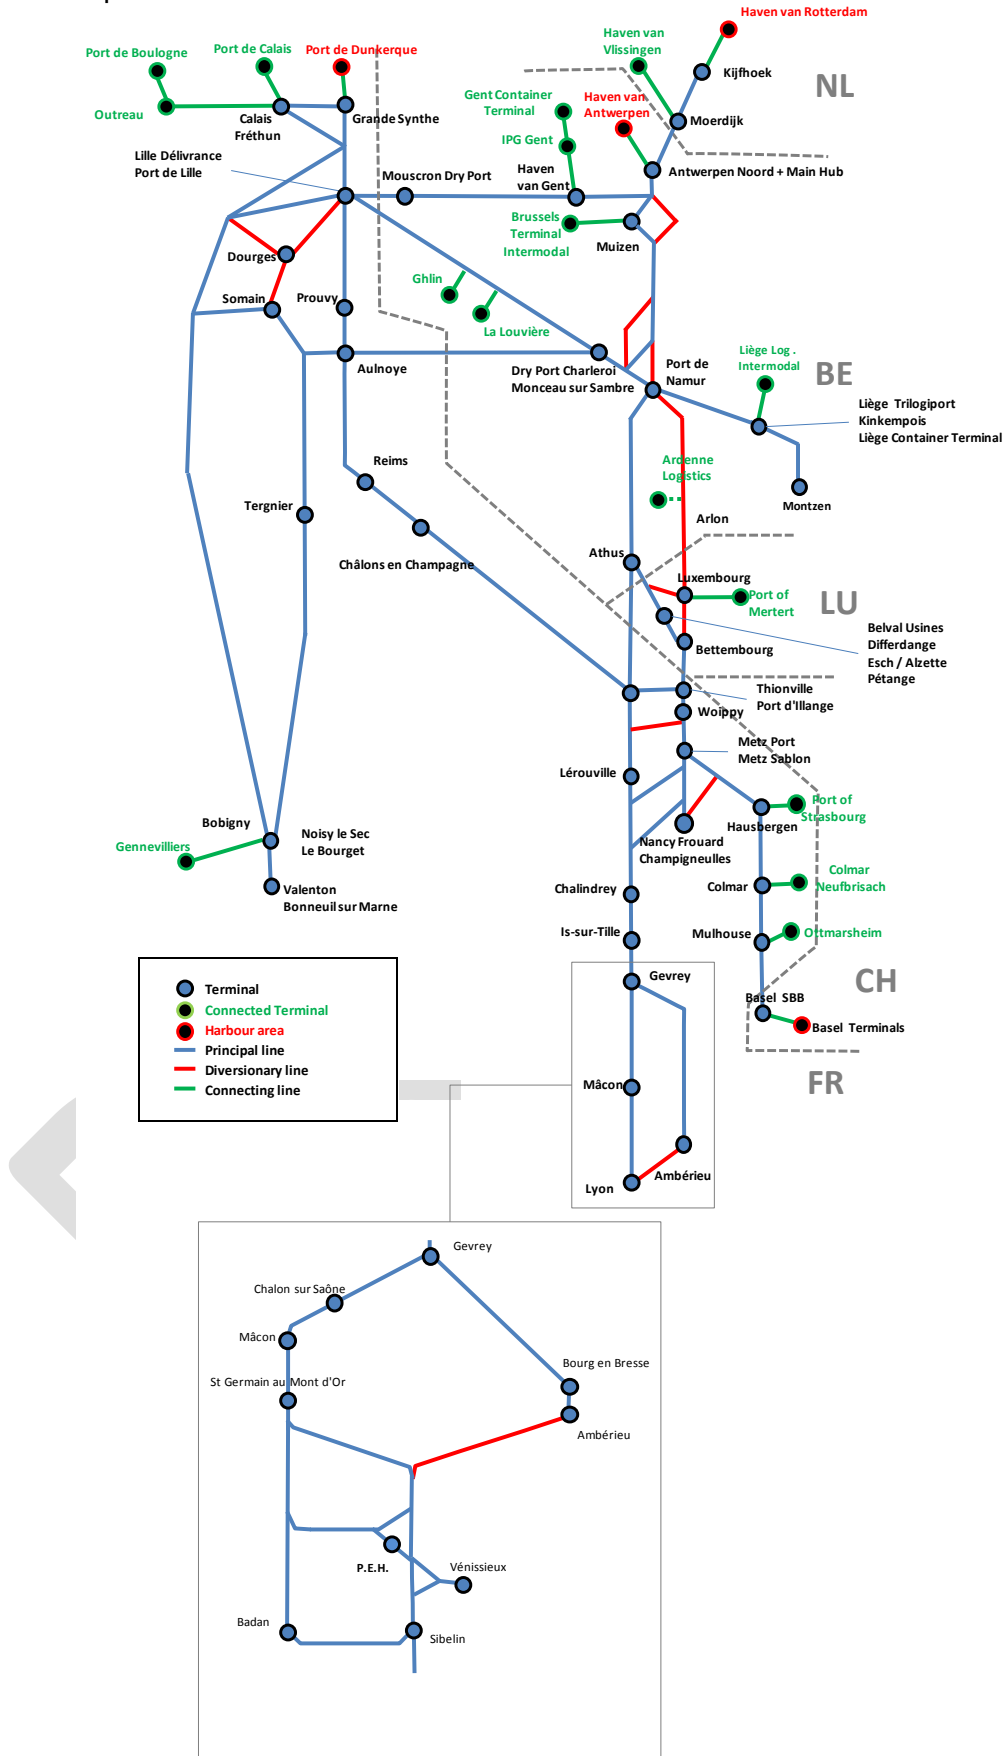 Haven van Rotterdam
Haven van
Vlissingen
Port de Boulogne
Port de Calais
Port de Dunkerque
Kijfhoek
NL
Gent Container
Terminal
Haven van
Antwerpen
Outreau
Calais
Fréthun
Grande Synthe
Moerdijk
IPG Gent
Lille Délivrance
Port de Lille
Mouscron Dry Port
Haven
van Gent
Antwerpen Noord + Main Hub
Brussels
Terminal
Intermodal
Muizen
Dourges
Ghlin
Somain
Prouvy
La Louvière
Aulnoye
Dry Port Charleroi
Monceau sur Sambre
Port de
Namur
Liège Log .
Intermodal
BE
Liège Trilogiport
Kinkempois
Liège Container Terminal
Reims
Ardenne
Logistics
Tergnier
Montzen
Arlon
Châlons en Champagne
Athus
Luxembourg
Port of
Mertert
LU
Belval Usines
Differdange
Esch / Alzette
Pétange
Bettembourg
Thionville
Port d'Illange
Woippy
Metz Port
Metz Sablon
Lérouville
Port of
Strasbourg
Hausbergen
Bobigny
Noisy le Sec
Le Bourget
Gennevilliers
Nancy Frouard
Champigneulles
Valenton
Bonneuil sur Marne
Chalindrey
Colmar
Colmar
Neufbrisach
Is-sur-Tille
Mulhouse
Ottmarsheim
Gevrey
CH
Basel SBB
Basel Terminals
Terminal
Connected Terminal
Harbour area
Principal line
Diversionary line
Connecting line
FR
Mâcon
Ambérieu
Lyon
Gevrey
Chalon sur Saône
Mâcon
Bourg en Bresse
St Germain au Mont d'Or
Ambérieu
P.E.H.
Vénissieux
Badan
Sibelin